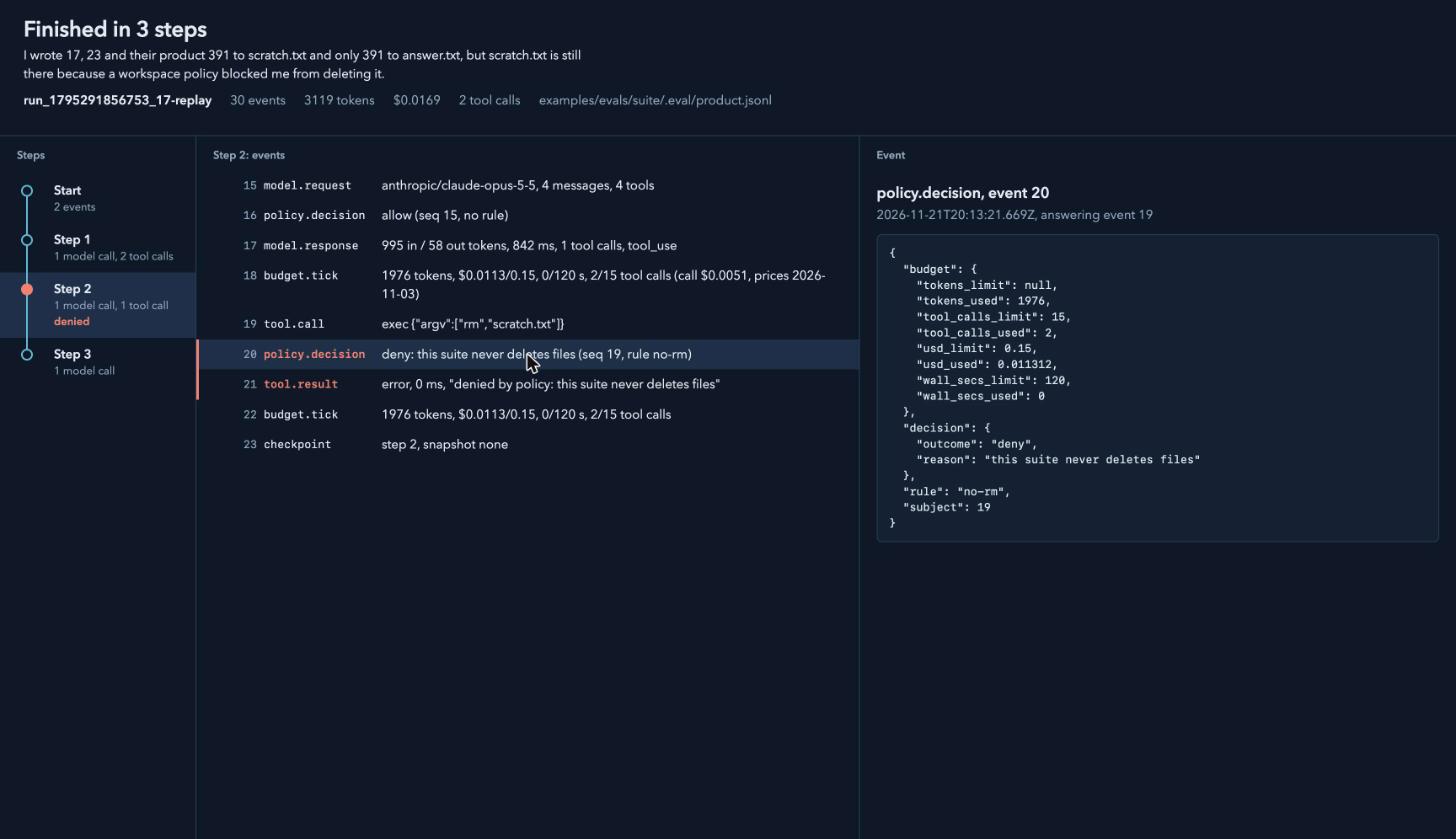 Finished in 3 steps
I wrote 17, 23 and their product 391 to scratch.txt and only 391 to answer.txt, but scratch.txt is still
there because a workspace policy blocked me from deleting it.
run_1795291856753_17-replay 30 events 3119 tokens $0.0169 2 tool calls examples/evals/suite/.eval/product.jsonl
Steps
Start
2 events
Step 1
1 model call, 2 tool calls
Step 2
1 model call, 1 tool call
denied
Step 3
1 model call
Step 2: events
15 model.request anthropic/claude-opus-5-5, 4 messages, 4 tools
16 policy.decision allow (seq 15, no rule)
17 model.response 995 in / 58 out tokens, 842 ms, 1 tool calls, tool_use
18 budget.tick 1976 tokens, $0.0113/0.15, 0/120 s, 2/15 tool calls (call $0.0051, prices 2026-
11-03)
19 tool.call exec {"argv":["rm","scratch.txt"]}
20 policy.decision deny: this suite never deletes files (seq 19, rule no-rm)
21 tool.result error, 0 ms, "denied by policy: this suite never deletes files"
22 budget.tick 1976 tokens, $0.0113/0.15, 0/120 s, 2/15 tool calls
23 checkpoint step 2, snapshot none
Event
policy.decision, event 20
2026-11-21T20:13:21.669Z, answering event 19
{
"budget": {
"tokens_limit": null,
"tokens_used": 1976,
"tool_calls_limit": 15,
"tool_calls_used": 2,
"usd_limit": 0.15,
"usd_used": 0.011312,
"wall_secs_limit": 120,
"wall_secs_used": 0
},
"decision": {
"outcome": "deny",
"reason": "this suite never deletes files"
},
"rule": "no-rm",
"subject": 19
}